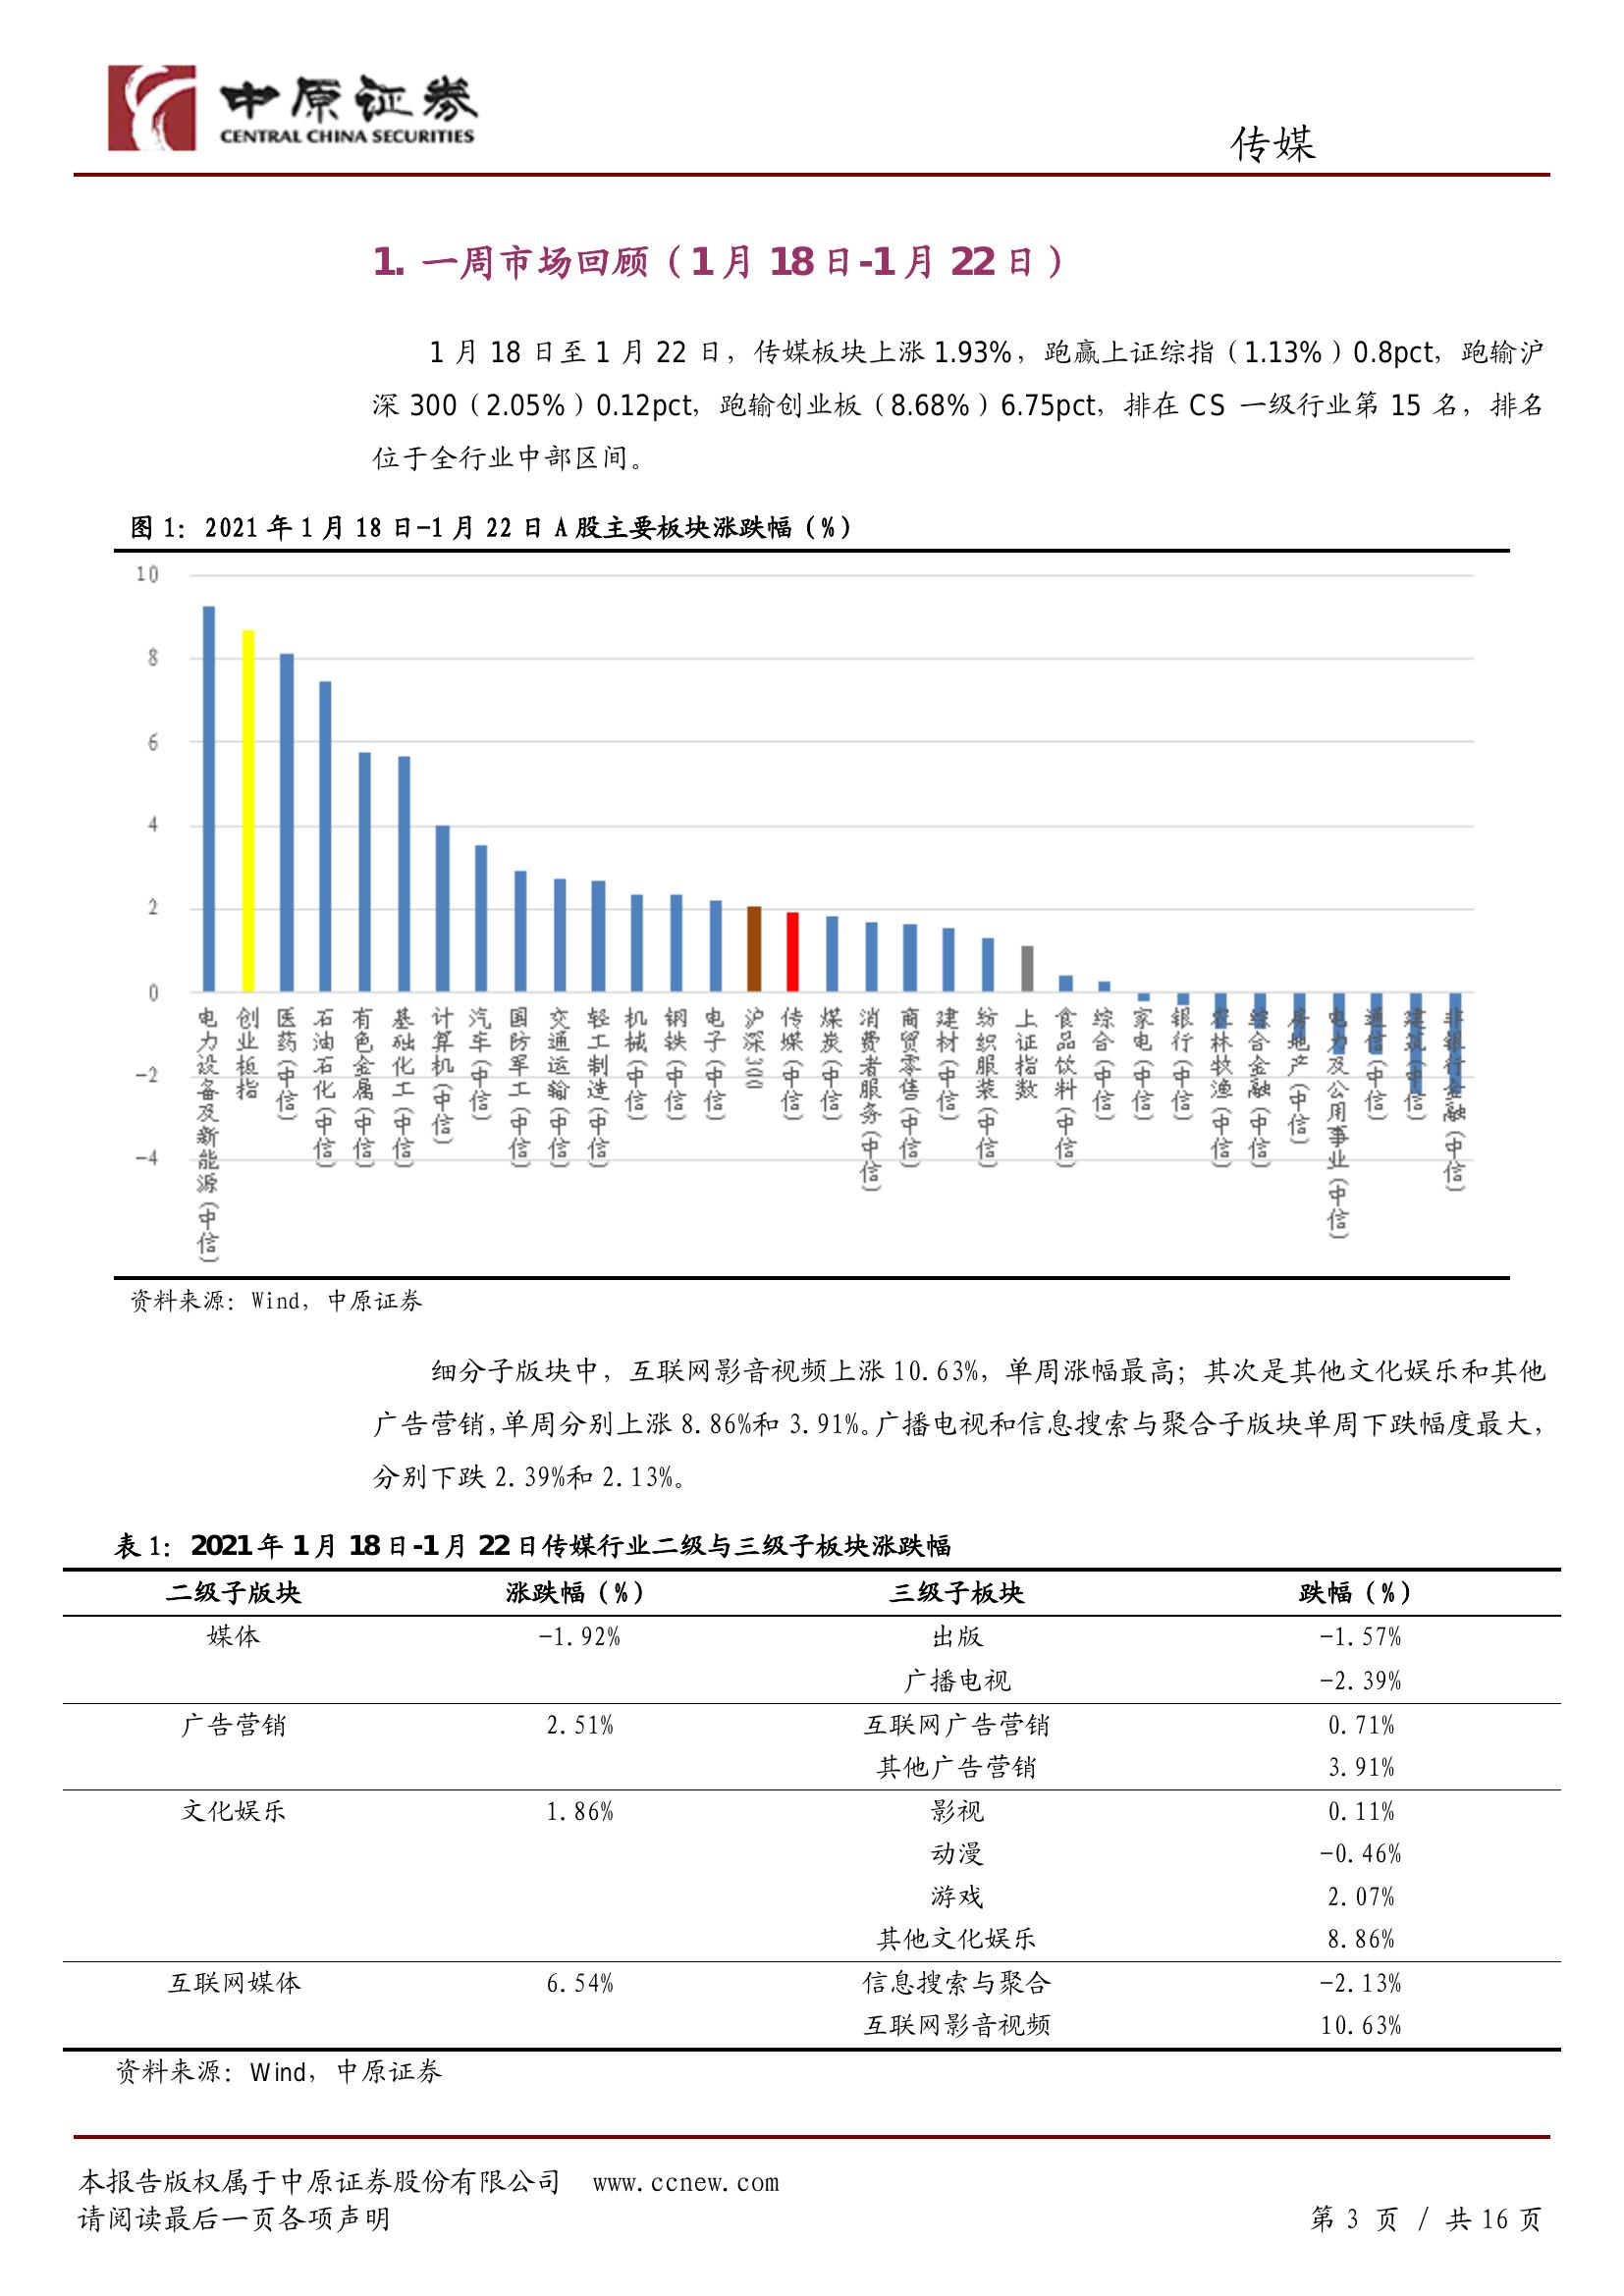 中原证券
CENTRAL CHINA SECURITIES
传媒
1. 一周市场回顾（1月 18日-1月 22日）
1 月 18 日至 1 月 22 日，传媒板块上涨 1.93%，跑赢上证综指（1.13%）0.8pct，跑输沪
深 300（2.05%）0.12pct，跑输创业板（8.68%）6.75pct，排在 CS 一级行业第 15 名，排名
位于全行业中部区间。
图 1：2021 年 1 月 18 日-1 月 22 日 A 股主要板块涨跌幅（%）
10
8
6
4
2
0
-2
-4
电力设备及新能源(中信)
创业板指
医药(中信)
石油石化(中信)
有色金属(中信)
基础化工(中信)
计算机(中信)
汽车(中信)
国防军工(中信)
交通运输(中信)
轻工制造(中信)
机械(中信)
钢铁(中信)
电子(中信)
沪深300
传媒(中信)
煤炭(中信)
消费者服务(中信)
商贸零售(中信)
建材(中信)
纺织服装(中信)
上证指数
食品饮料(中信)
综合(中信)
家电(中信)
银行(中信)
农林牧渔(中信)
综合金融(中信)
房地产(中信)
电力及公用事业(中信)
通信(中信)
建筑(中信)
非银行金融(中信)
资料来源：Wind，中原证券
细分子版块中，互联网影音视频上涨 10.63%，单周涨幅最高；其次是其他文化娱乐和其他
广告营销，单周分别上涨 8.86%和 3.91%。广播电视和信息搜索与聚合子版块单周下跌幅度最大，
分别下跌 2.39%和 2.13%。
表 1：2021 年 1 月 18 日-1 月 22 日传媒行业二级与三级子板块涨跌幅
二级子版块 涨跌幅（%） 三级子板块 跌幅（%）
媒体 -1.92% 出版 -1.57%
广播电视 -2.39%
广告营销 2.51% 互联网广告营销 0.71%
其他广告营销 3.91%
文化娱乐 1.86% 影视 0.11%
动漫 -0.46%
游戏 2.07%
其他文化娱乐 8.86%
互联网媒体 6.54% 信息搜索与聚合 -2.13%
互联网影音视频 10.63%
资料来源：Wind，中原证券
本报告版权属于中原证券股份有限公司 www.ccnew.com
请阅读最后一页各项声明
第 3 页 / 共 16 页